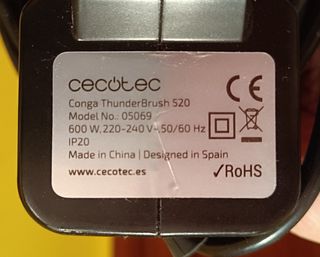 cecotec
Conga ThunderBrush 520
Model No.: 05069
600 W, 220-240 V~, 50/60 Hz
IP20
Made in China | Designed in Spain
www.cecotec.es
CE
✓RoHS